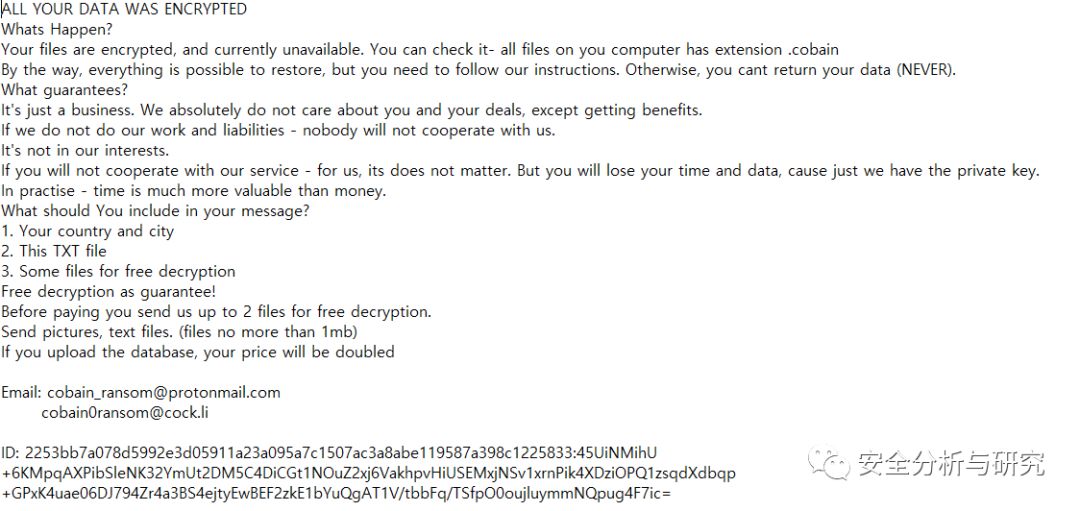 ALL YOUR DATA WAS ENCRYPTED
Whats Happen?
Your files are encrypted, and currently unavailable. You can check it- all files on you computer has extension .cobain
By the way, everything is possible to restore, but you need to follow our instructions. Otherwise, you cant return your data (NEVER).
What guarantees?
It's just a business. We absolutely do not care about you and your deals, except getting benefits.
If we do not do our work and liabilities - nobody will not cooperate with us.
It's not in our interests.
If you will not cooperate with our service - for us, its does not matter. But you will lose your time and data, cause just we have the private key.
In practise - time is much more valuable than money.
What should You include in your message?
1. Your country and city
2. This TXT file
3. Some files for free decryption
Free decryption as guarantee!
Before paying you send us up to 2 files for free decryption.
Send pictures, text files. (files no more than 1mb)
If you upload the database, your price will be doubled
Email: cobain_ransom@protonmail.com
cobain0ransom@cock.li
ID: 2253bb7a078d5992e3d05911a23a095a7c1507ac3a8abe119587a398c1225833:45UiNMihU
+6KMpqAXPibSleNK32YmUt2DM5C4DiCGt1NOuZ2xj6VakhpvHiUSEMxjNSv1xrnPik4XDziOPQ1zsqdXdbqp
+GPxK4uae06DJ794Zr4a3BS4ejtyEwBEF2zkE1bYuQgAT1V/tbbFq/TSfpO0oujluymmNQpug4F7ic=
安全分析与研究